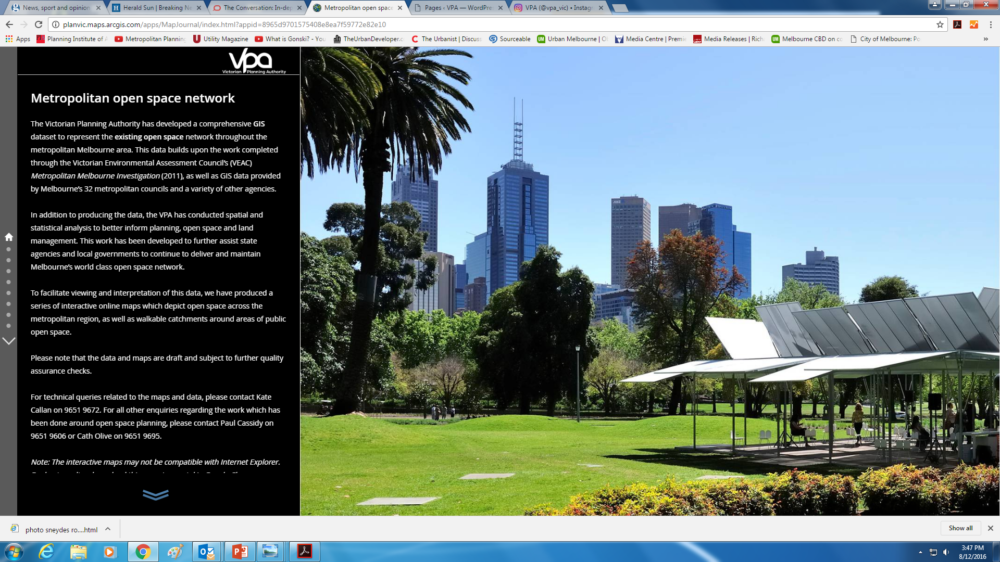 News, sport and opinion
Herald Sun | Breaking Ne
The Conversation: In-dep
Metropolitan open space
Pages ‹ VPA — WordPre
VPA (@vpa_vic) • Instagr
planvic.maps.arcgis.com/apps/MapJournal/index.html?appid=8965d9701575408e8ea7f59772e82e10
Apps
Planning Institute of A
Metropolitan Planning
Utility Magazine
What is Gonski? - You
TheUrbanDeveloper.c
The Urbanist | Discuss
Sourceable
Urban Melbourne | Ol
Media Centre | Premie
Media Releases | Rich
Melbourne CBD on co
City of Melbourne: Po
vpa
Victorian Planning Authority
Metropolitan open space network
The Victorian Planning Authority has developed a comprehensive GIS
dataset to represent the existing open space network throughout the
metropolitan Melbourne area. This data builds upon the work completed
through the Victorian Environmental Assessment Council's (VEAC)
Metropolitan Melbourne Investigation (2011), as well as GIS data provided
by Melbourne's 32 metropolitan councils and a variety of other agencies.
In addition to producing the data, the VPA has conducted spatial and
statistical analysis to better inform planning, open space and land
management. This work has been developed to further assist state
agencies and local governments to continue to deliver and maintain
Melbourne's world class open space network.
To facilitate viewing and interpretation of this data, we have produced a
series of interactive online maps which depict open space across the
metropolitan region, as well as walkable catchments around areas of public
open space.
Please note that the data and maps are draft and subject to further quality
assurance checks.
For technical queries related to the maps and data, please contact Kate
Callan on 9651 9672. For all other enquiries regarding the work which has
been done around open space planning, please contact Paul Cassidy on
9651 9606 or Cath Olive on 9651 9695.
Note: The interactive maps may not be compatible with Internet Explorer.
ANZ
photo sneydes ro....html
Show all
3:47 PM
8/12/2016